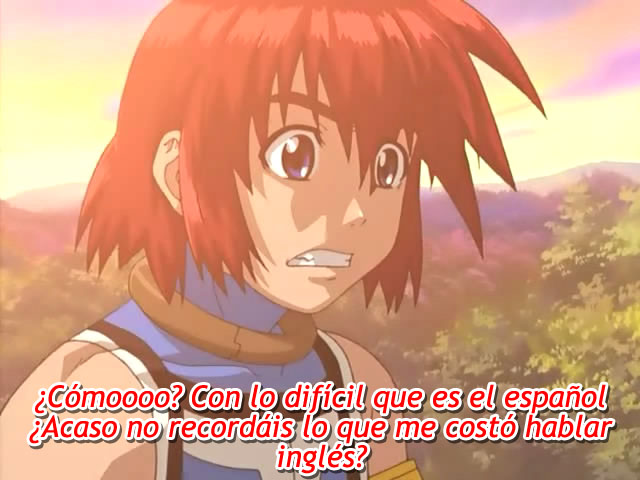 ¿Cómoooo? Con lo difícil que es el español
¿Acaso no recordáis lo que me costó hablar
inglés?